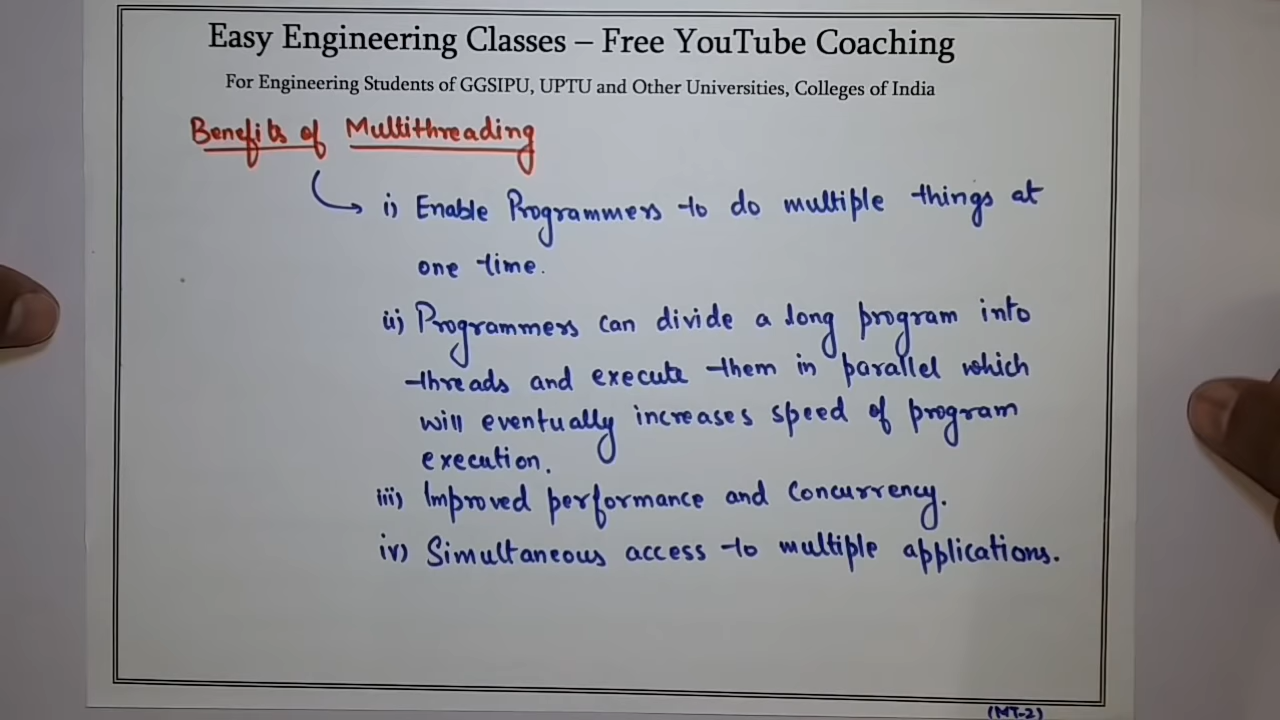 Easy Engineering Classes – Free YouTube Coaching
For Engineering Students of GGSIPU, UPTU and Other Universities, Colleges of India
Benefits of Multithreading
i) Enable Programmers to do multiple things at
one time.
ii) Programmers can divide a long program into
threads and execute them in parallel which
will eventually increases speed of program
execution.
iii) Improved performance and concurrency.
iv) Simultaneous access to multiple applications.
(MT-2)